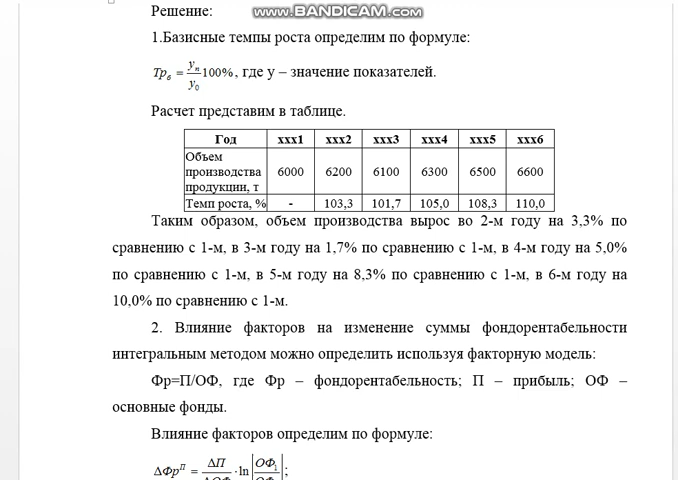 www.BANDICAM.com
Решение:
1.Базисные темпы роста определим по формуле:
Трб = yn/y0 100%, где у – значение показателей.
Расчет представим в таблице.
Год xxx1 xxx2 xxx3 xxx4 xxx5 xxx6
Объем
производства 6000 6200 6100 6300 6500 6600
продукции, т
Темп роста, % - 103,3 101,7 105,0 108,3 110,0
Таким образом, объем производства вырос во 2-м году на 3,3% по
сравнению с 1-м, в 3-м году на 1,7% по сравнению с 1-м, в 4-м году на 5,0%
по сравнению с 1-м, в 5-м году на 8,3% по сравнению с 1-м, в 6-м году на
10,0% по сравнению с 1-м.
2. Влияние факторов на изменение суммы фондорентабельности
интегральным методом можно определить используя факторную модель:
Фр=П/ОФ, где Фр – фондорентабельность; П – прибыль; ОФ –
основные фонды.
Влияние факторов определим по формуле:
ΔФрП = ΔП/ΔОФ · ln|ОФ1/ОФ|;